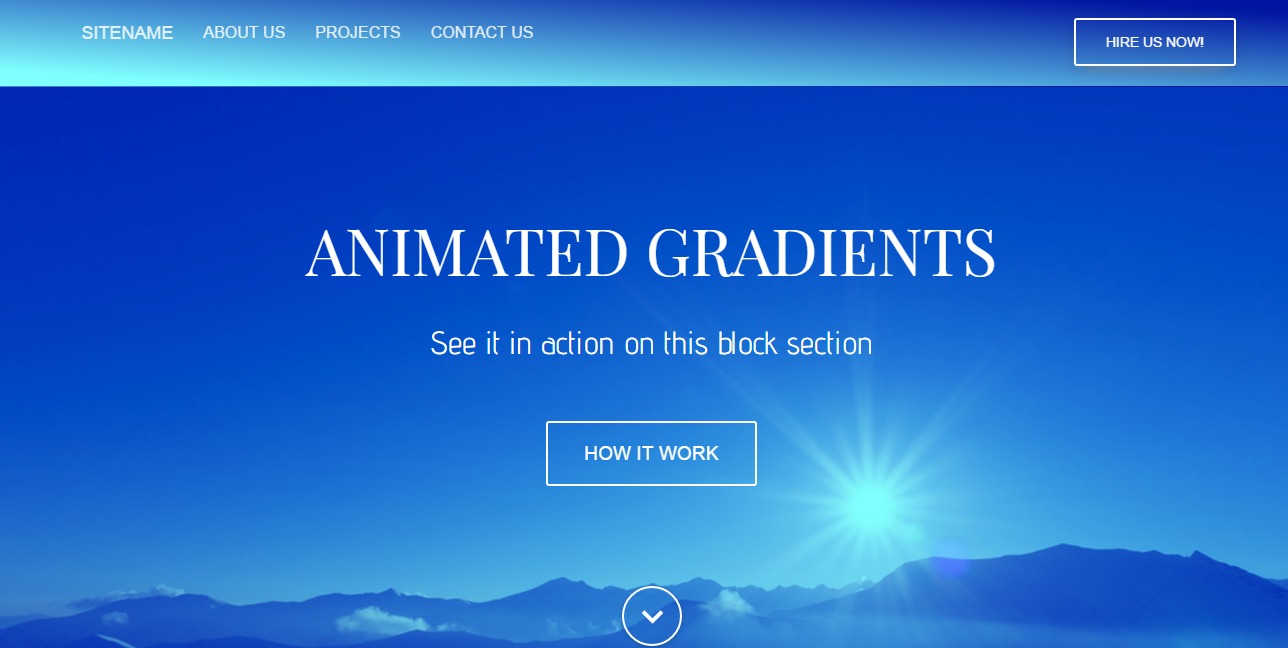 SITENAME ABOUT US PROJECTS CONTACT US HIRE US NOW!
ANIMATED GRADIENTS
See it in action on this block section
HOW IT WORK